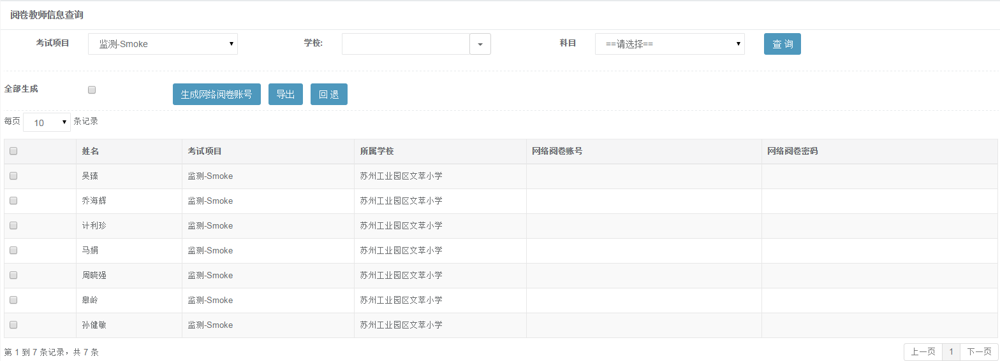 阅卷教师信息查询
考试项目 监测-Smoke 学校: 科目 ==请选择== 查 询
全部生成 生成网络阅卷账号 导出 回 退
每页 10 条记录
姓名 考试项目 所属学校 网络阅卷账号 网络阅卷密码
吴臻 监测-Smoke 苏州工业园区文萃小学
乔海辉 监测-Smoke 苏州工业园区文萃小学
计利珍 监测-Smoke 苏州工业园区文萃小学
马娟 监测-Smoke 苏州工业园区文萃小学
周晓强 监测-Smoke 苏州工业园区文萃小学
皋岭 监测-Smoke 苏州工业园区文萃小学
孙健敏 监测-Smoke 苏州工业园区文萃小学
第 1 到 7 条记录，共 7 条 上一页 1 下一页